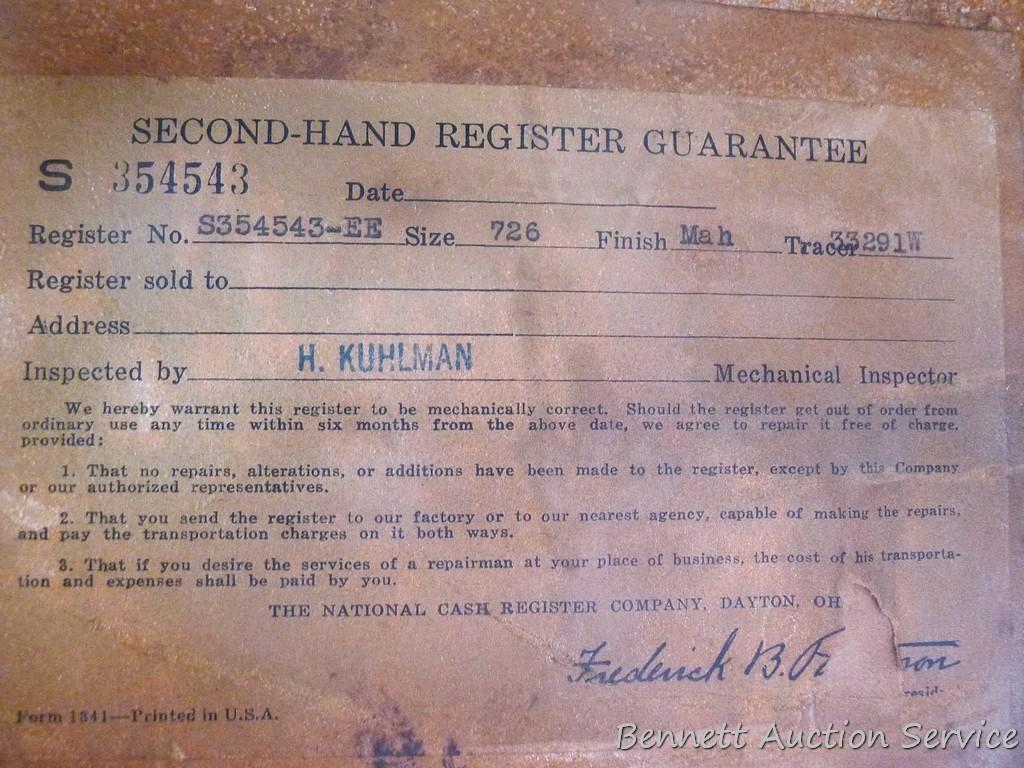 SECOND-HAND REGISTER GUARANTEE
S 354543 Date
Register No. S354543-EE Size 726 Finish Mah Tracer 33291W
Register sold to
Address
Inspected by H. KUHLMAN Mechanical Inspector
We hereby warrant this register to be mechanically correct. Should the register get out of order from
ordinary use any time within six months from the above date, we agree to repair it free of charge,
provided:
1. That no repairs, alterations, or additions have been made to the register, except by this Company
or our authorized representatives.
2. That you send the register to our factory or to our nearest agency, capable of making the repairs,
and pay the transportation charges on it both ways.
3. That if you desire the services of a repairman at your place of business, the cost of his transporta-
tion and expenses shall be paid by you.
THE NATIONAL CASH REGISTER COMPANY, DAYTON, OH
Frederick B.
Form 1341—Printed in U.S.A.
Bennett Auction Service